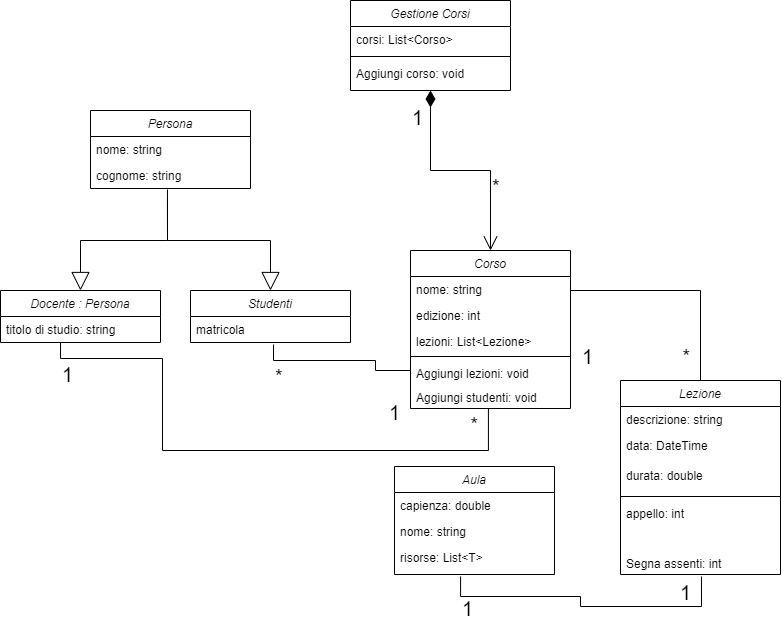 Gestione Corsi
corsi: List<Corso>
Aggiungi corso: void
1
*
Persona
nome: string
cognome: string
Docente : Persona
titolo di studio: string
1
Studenti
matricola
*
Corso
nome: string
edizione: int
lezioni: List<Lezione>
Aggiungi lezioni: void
Aggiungi studenti: void
1
*
1
*
Lezione
descrizione: string
data: DateTime
durata: double
appello: int
Segna assenti: int
1
Aula
capienza: double
nome: string
risorse: List<T>
1